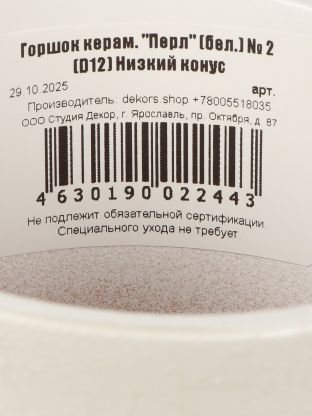 Горшок керам. "Перл" (бел.) № 2
(D12) Низкий конус
29.10.2025 арт.
Производитель: dekors.shop +78005518035
ООО Студия Декор, г. Ярославль, пр. Октября, д. 87
4 630190 022443
Не подлежит обязательной сертификации.
Специального ухода не требует.